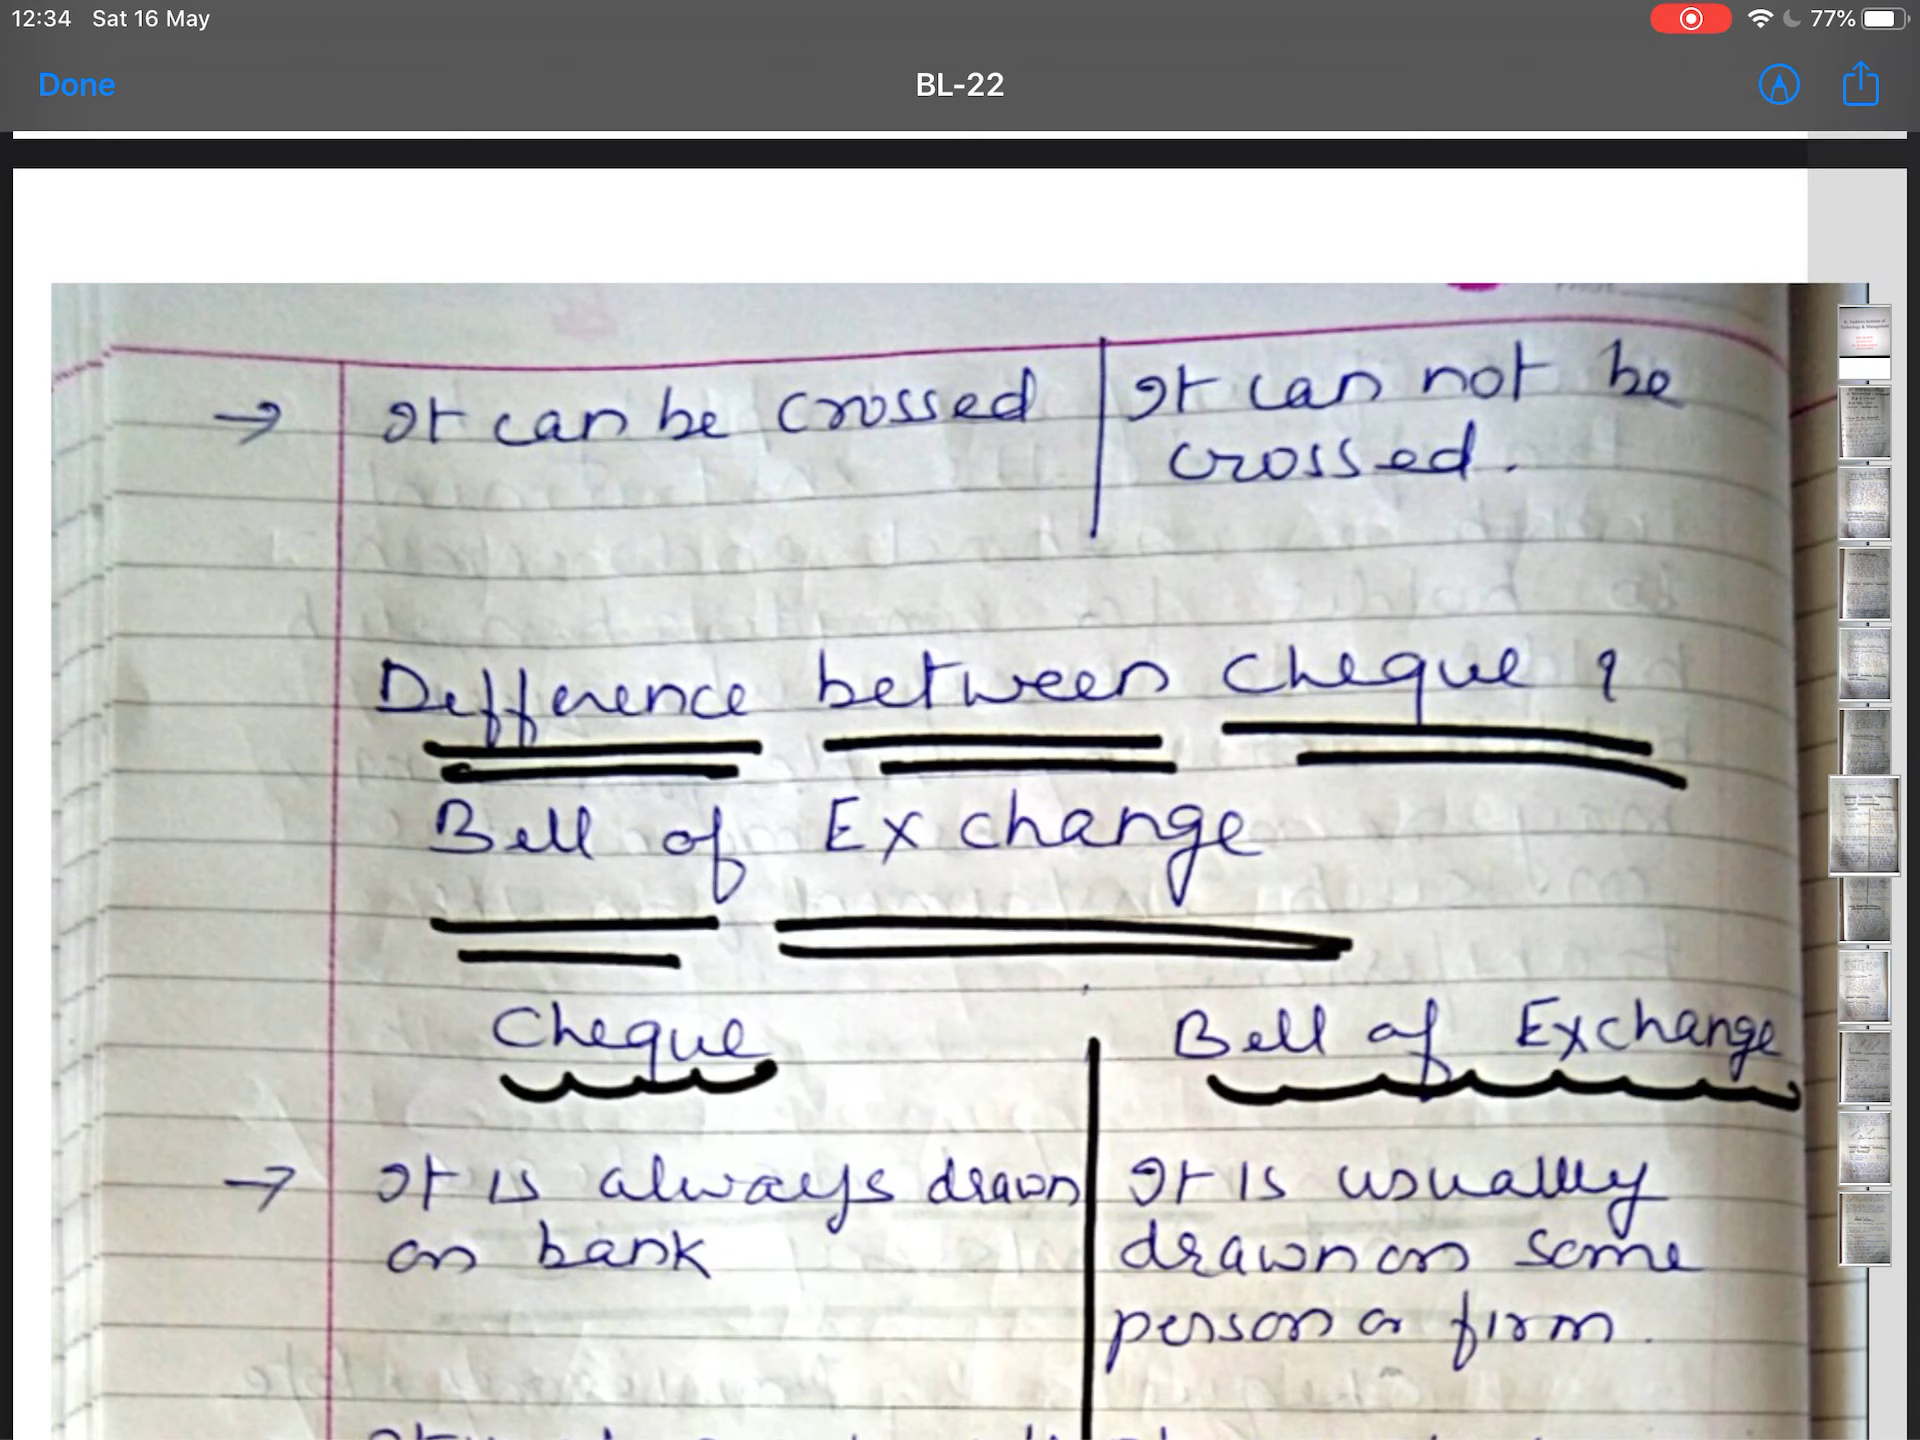 12:34 Sat 16 May
77%
Done
BL-22
→ It can be crossed
It can not be
crossed.
Difference between Cheque &
Bill of Exchange
Cheque
Bill of Exchange
→ It is always drawn
on bank
It is usually
drawn on some
person or firm.